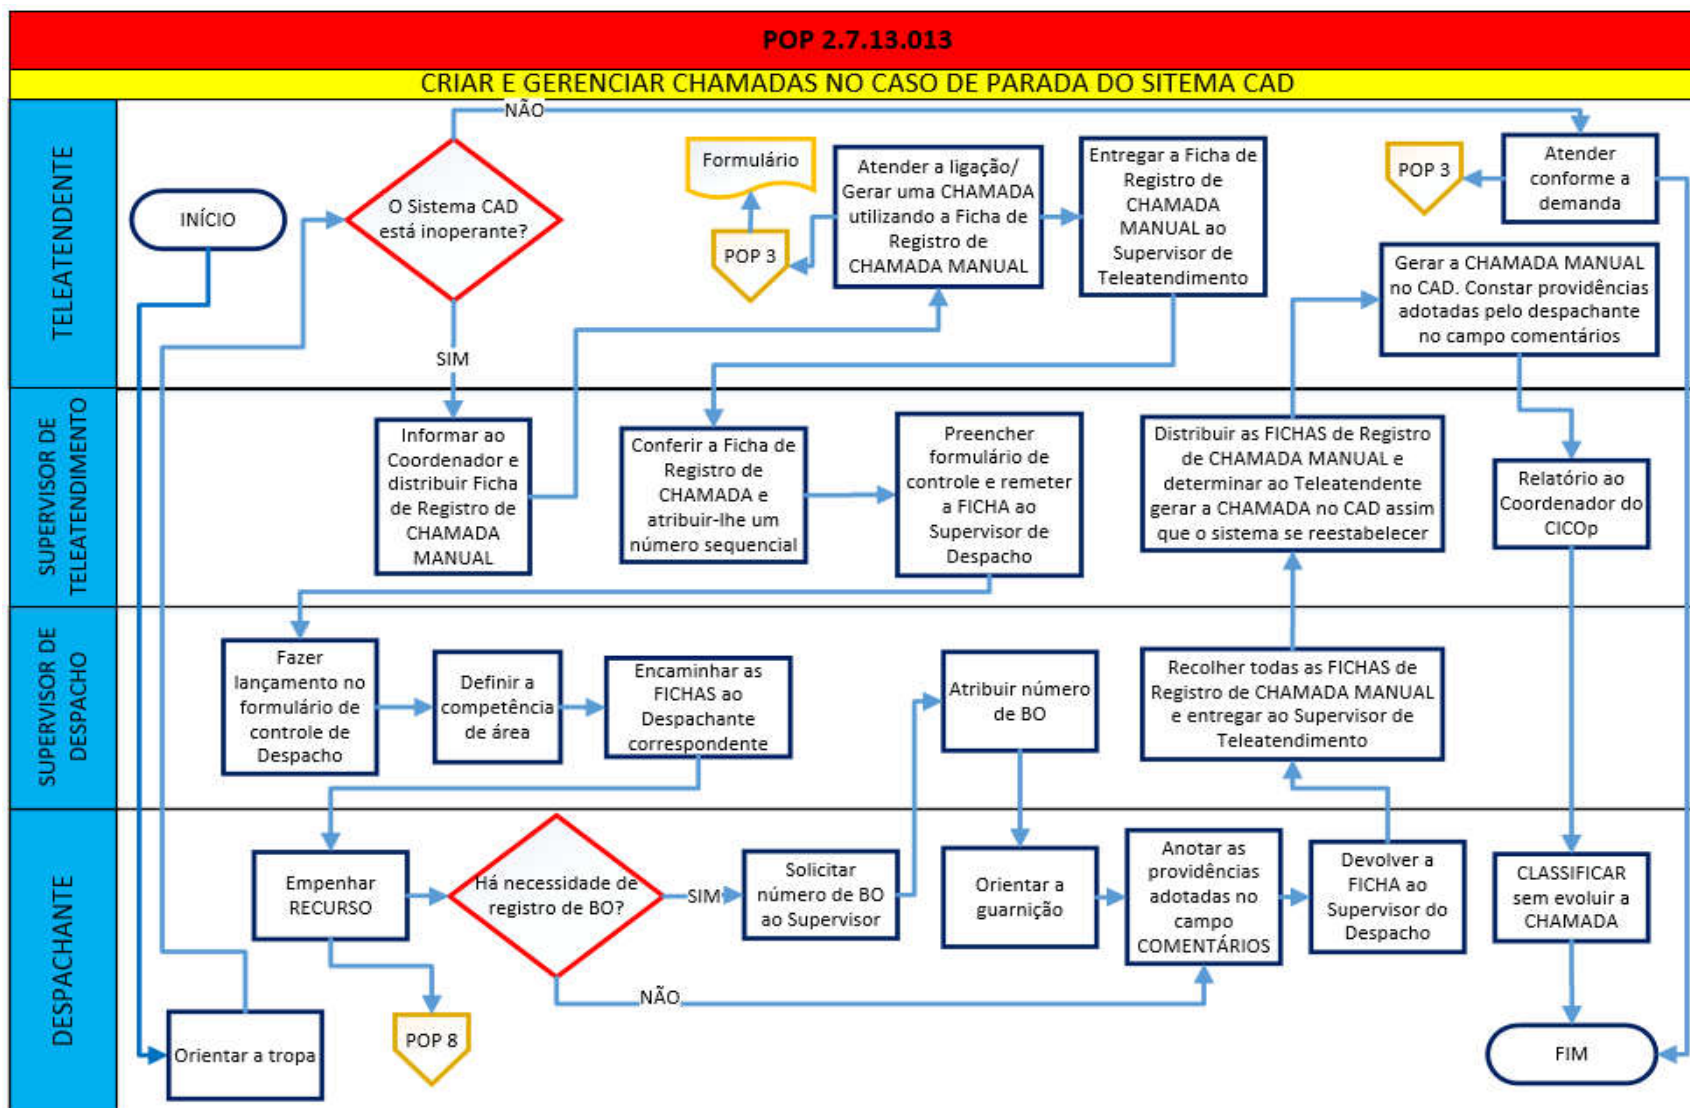 POP 2.7.13.013
CRIAR E GERENCIAR CHAMADAS NO CASO DE PARADA DO SITEMA CAD
TELEATENDENTE
INÍCIO
O Sistema CAD
está inoperante?
NÃO
SIM
Formulário
POP 3
Atender a ligação/
Gerar uma CHAMADA
utilizando a Ficha de
Registro de
CHAMADA MANUAL
Entregar a Ficha de
Registro de
CHAMADA
MANUAL ao
Supervisor de
Teleatendimento
POP 3
Atender
conforme a
demanda
Gerar a CHAMADA MANUAL
no CAD. Constar providências
adotadas pelo despachante
no campo comentários
SUPERVISOR DE
TELEATENDIMENTO
Informar ao
Coordenador e
distribuir Ficha
de Registro de
CHAMADA
MANUAL
Conferir a Ficha de
Registro de
CHAMADA e
atribuir-lhe um
número sequencial
Preencher
formulário de
controle e remeter
a FICHA ao
Supervisor de
Despacho
Distribuir as FICHAS de Registro
de CHAMADA MANUAL e
determinar ao Teleatendente
gerar a CHAMADA no CAD assim
que o sistema se reestabelecer
Relatório ao
Coordenador do
CICOp
SUPERVISOR DE
DESPACHO
Fazer
lançamento no
formulário de
controle de
Despacho
Definir a
competência
de área
Encaminhar as
FICHAS ao
Despachante
correspondente
Atribuir número
de BO
Recolher todas as FICHAS de
Registro de CHAMADA MANUAL
e entregar ao Supervisor de
Teleatendimento
DESPACHANTE
Empenhar
RECURSO
Há necessidade de
registro de BO?
SIM
NÃO
Solicitar
número de BO
ao Supervisor
Orientar a
guarnição
Anotar as
providências
adotadas no
campo
COMENTÁRIOS
Devolver a
FICHA ao
Supervisor do
Despacho
CLASSIFICAR
sem evoluir a
CHAMADA
Orientar a tropa
POP 8
FIM